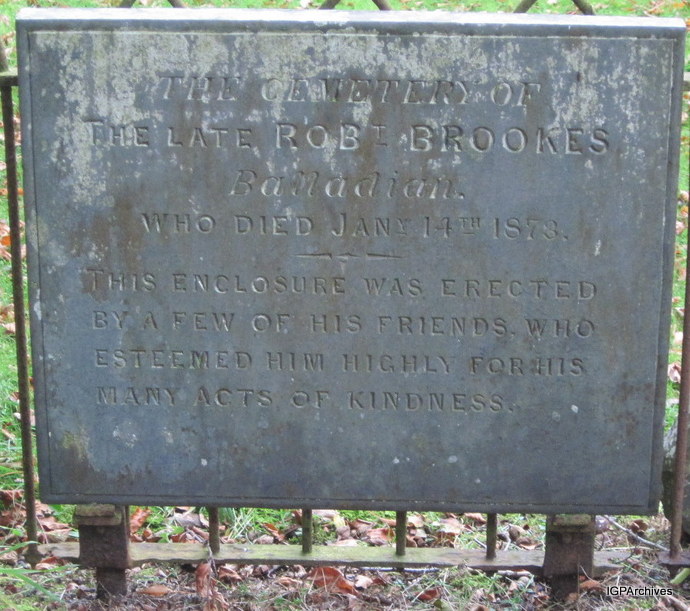 THE CEMETERY OF
THE LATE ROBT BROOKES
Balladian.
WHO DIED JANY 14TH 1873.
THIS ENCLOSURE WAS ERECTED
BY A FEW OF HIS FRIENDS, WHO
ESTEEMED HIM HIGHLY FOR HIS
MANY ACTS OF KINDNESS.
IGPArchives